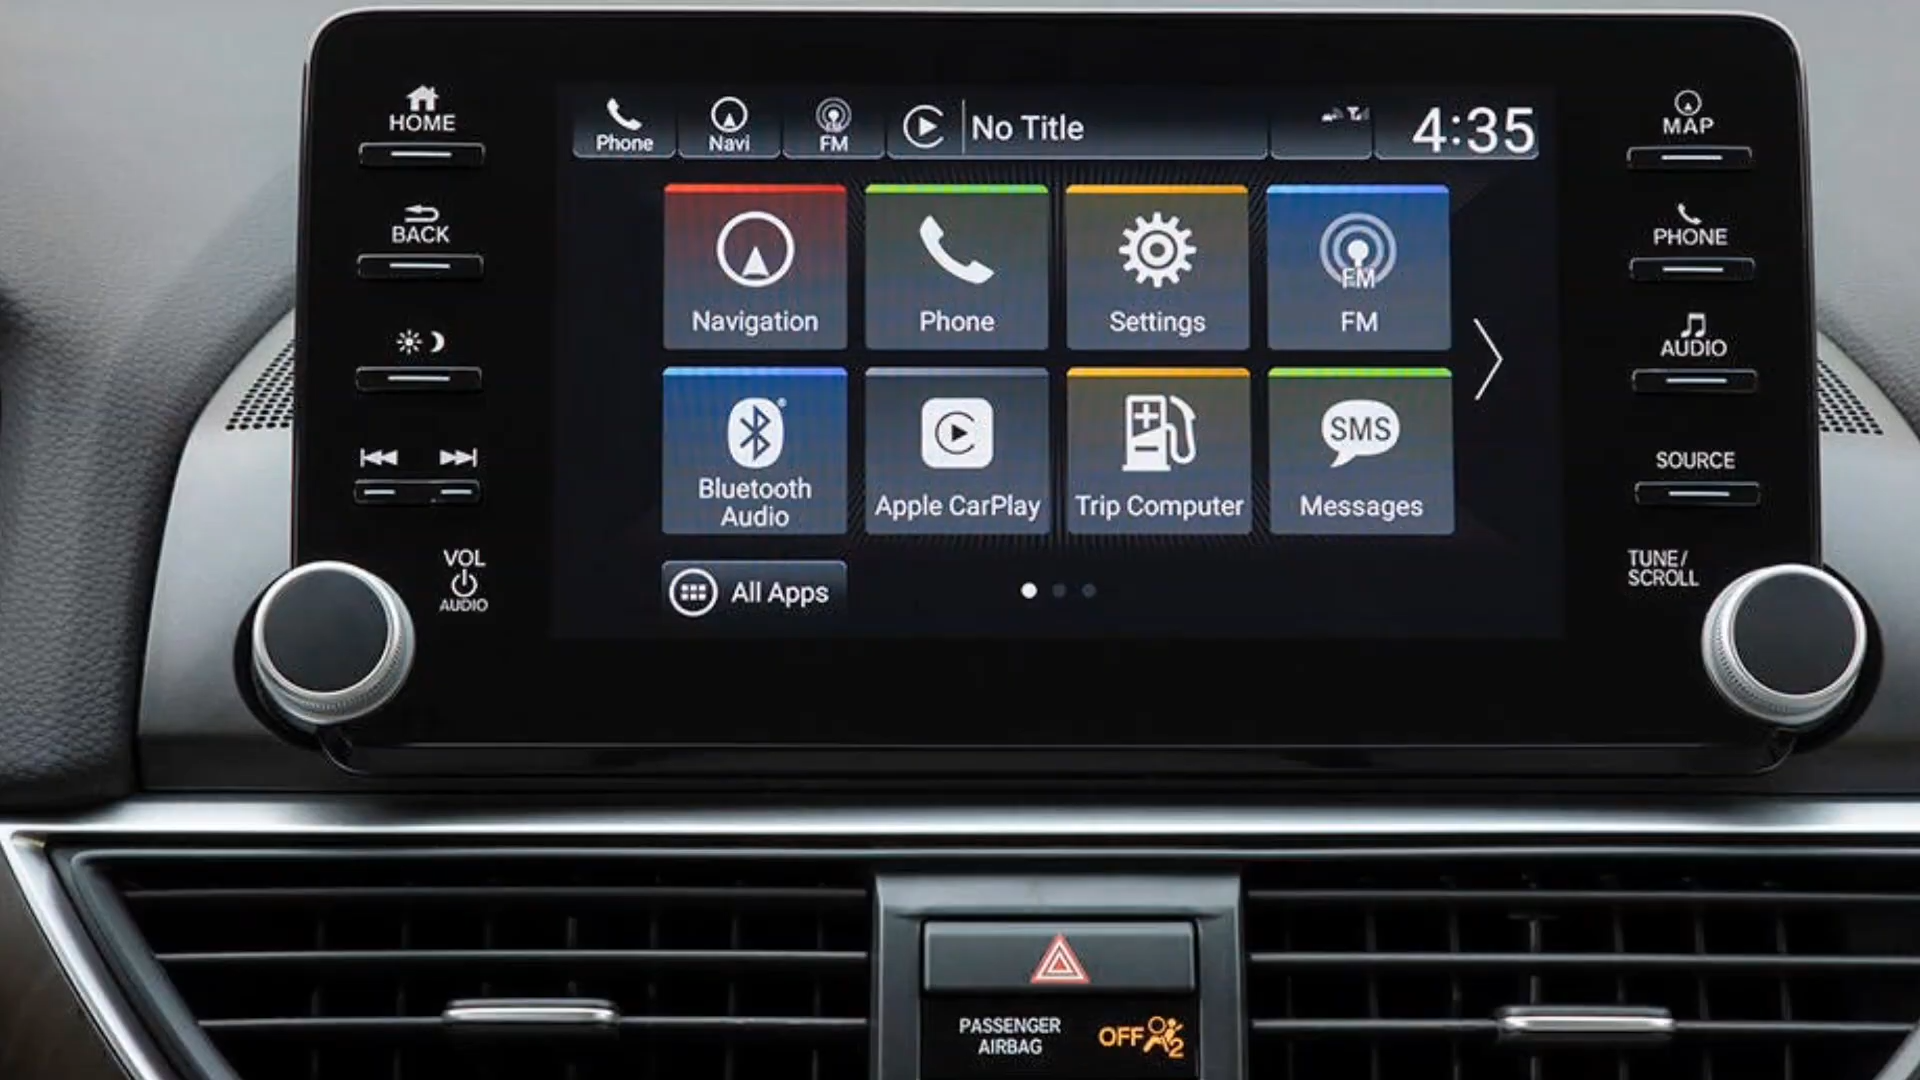 HOME
BACK
VOL
AUDIO
Phone
Navi
FM
No Title
4:35
Navigation
Phone
Settings
FM
FM
Bluetooth
Audio
Apple CarPlay
Trip Computer
SMS
Messages
All Apps
MAP
PHONE
AUDIO
SOURCE
TUNE/
SCROLL
PASSENGER
AIRBAG
OFF
2